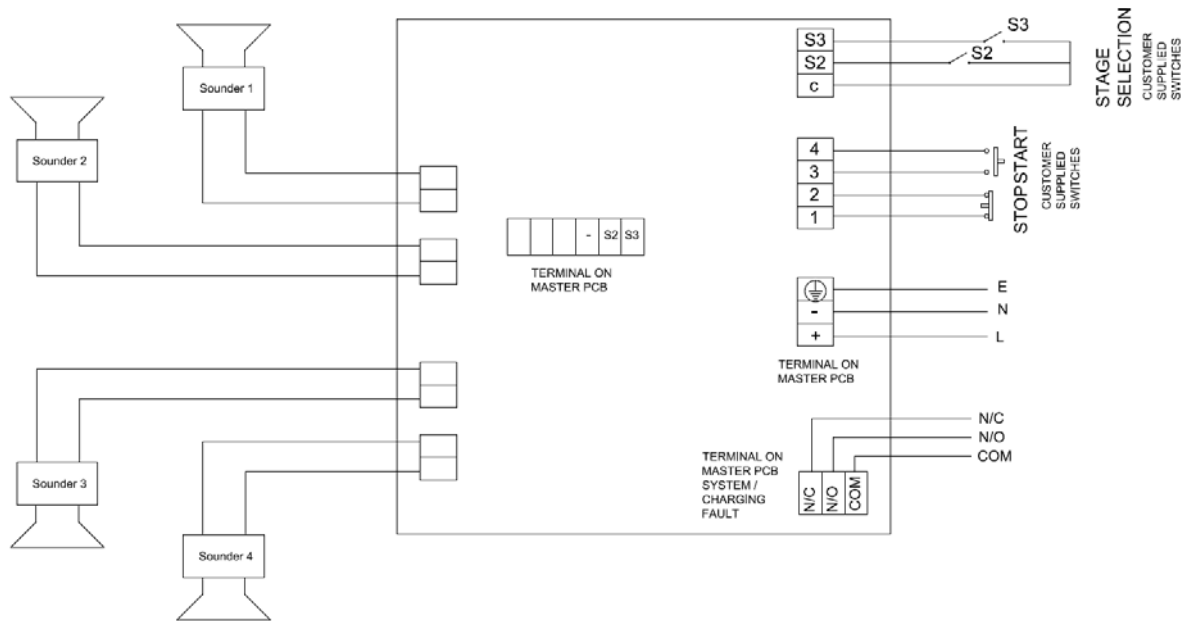 Sounder 1
Sounder 2
Sounder 3
Sounder 4
- S2 S3
TERMINAL ON
MASTER PCB
S3
S2
c
S3
S2
STAGE
SELECTION
CUSTOMER
SUPPLIED
SWITCHES
4
3
2
1
STOPSTART
CUSTOMER
SUPPLIED
SWITCHES
-
+
E
N
L
TERMINAL ON
MASTER PCB
N/C
N/O
COM
TERMINAL ON
MASTER PCB
SYSTEM /
CHARGING
FAULT
N/C
N/O
COM